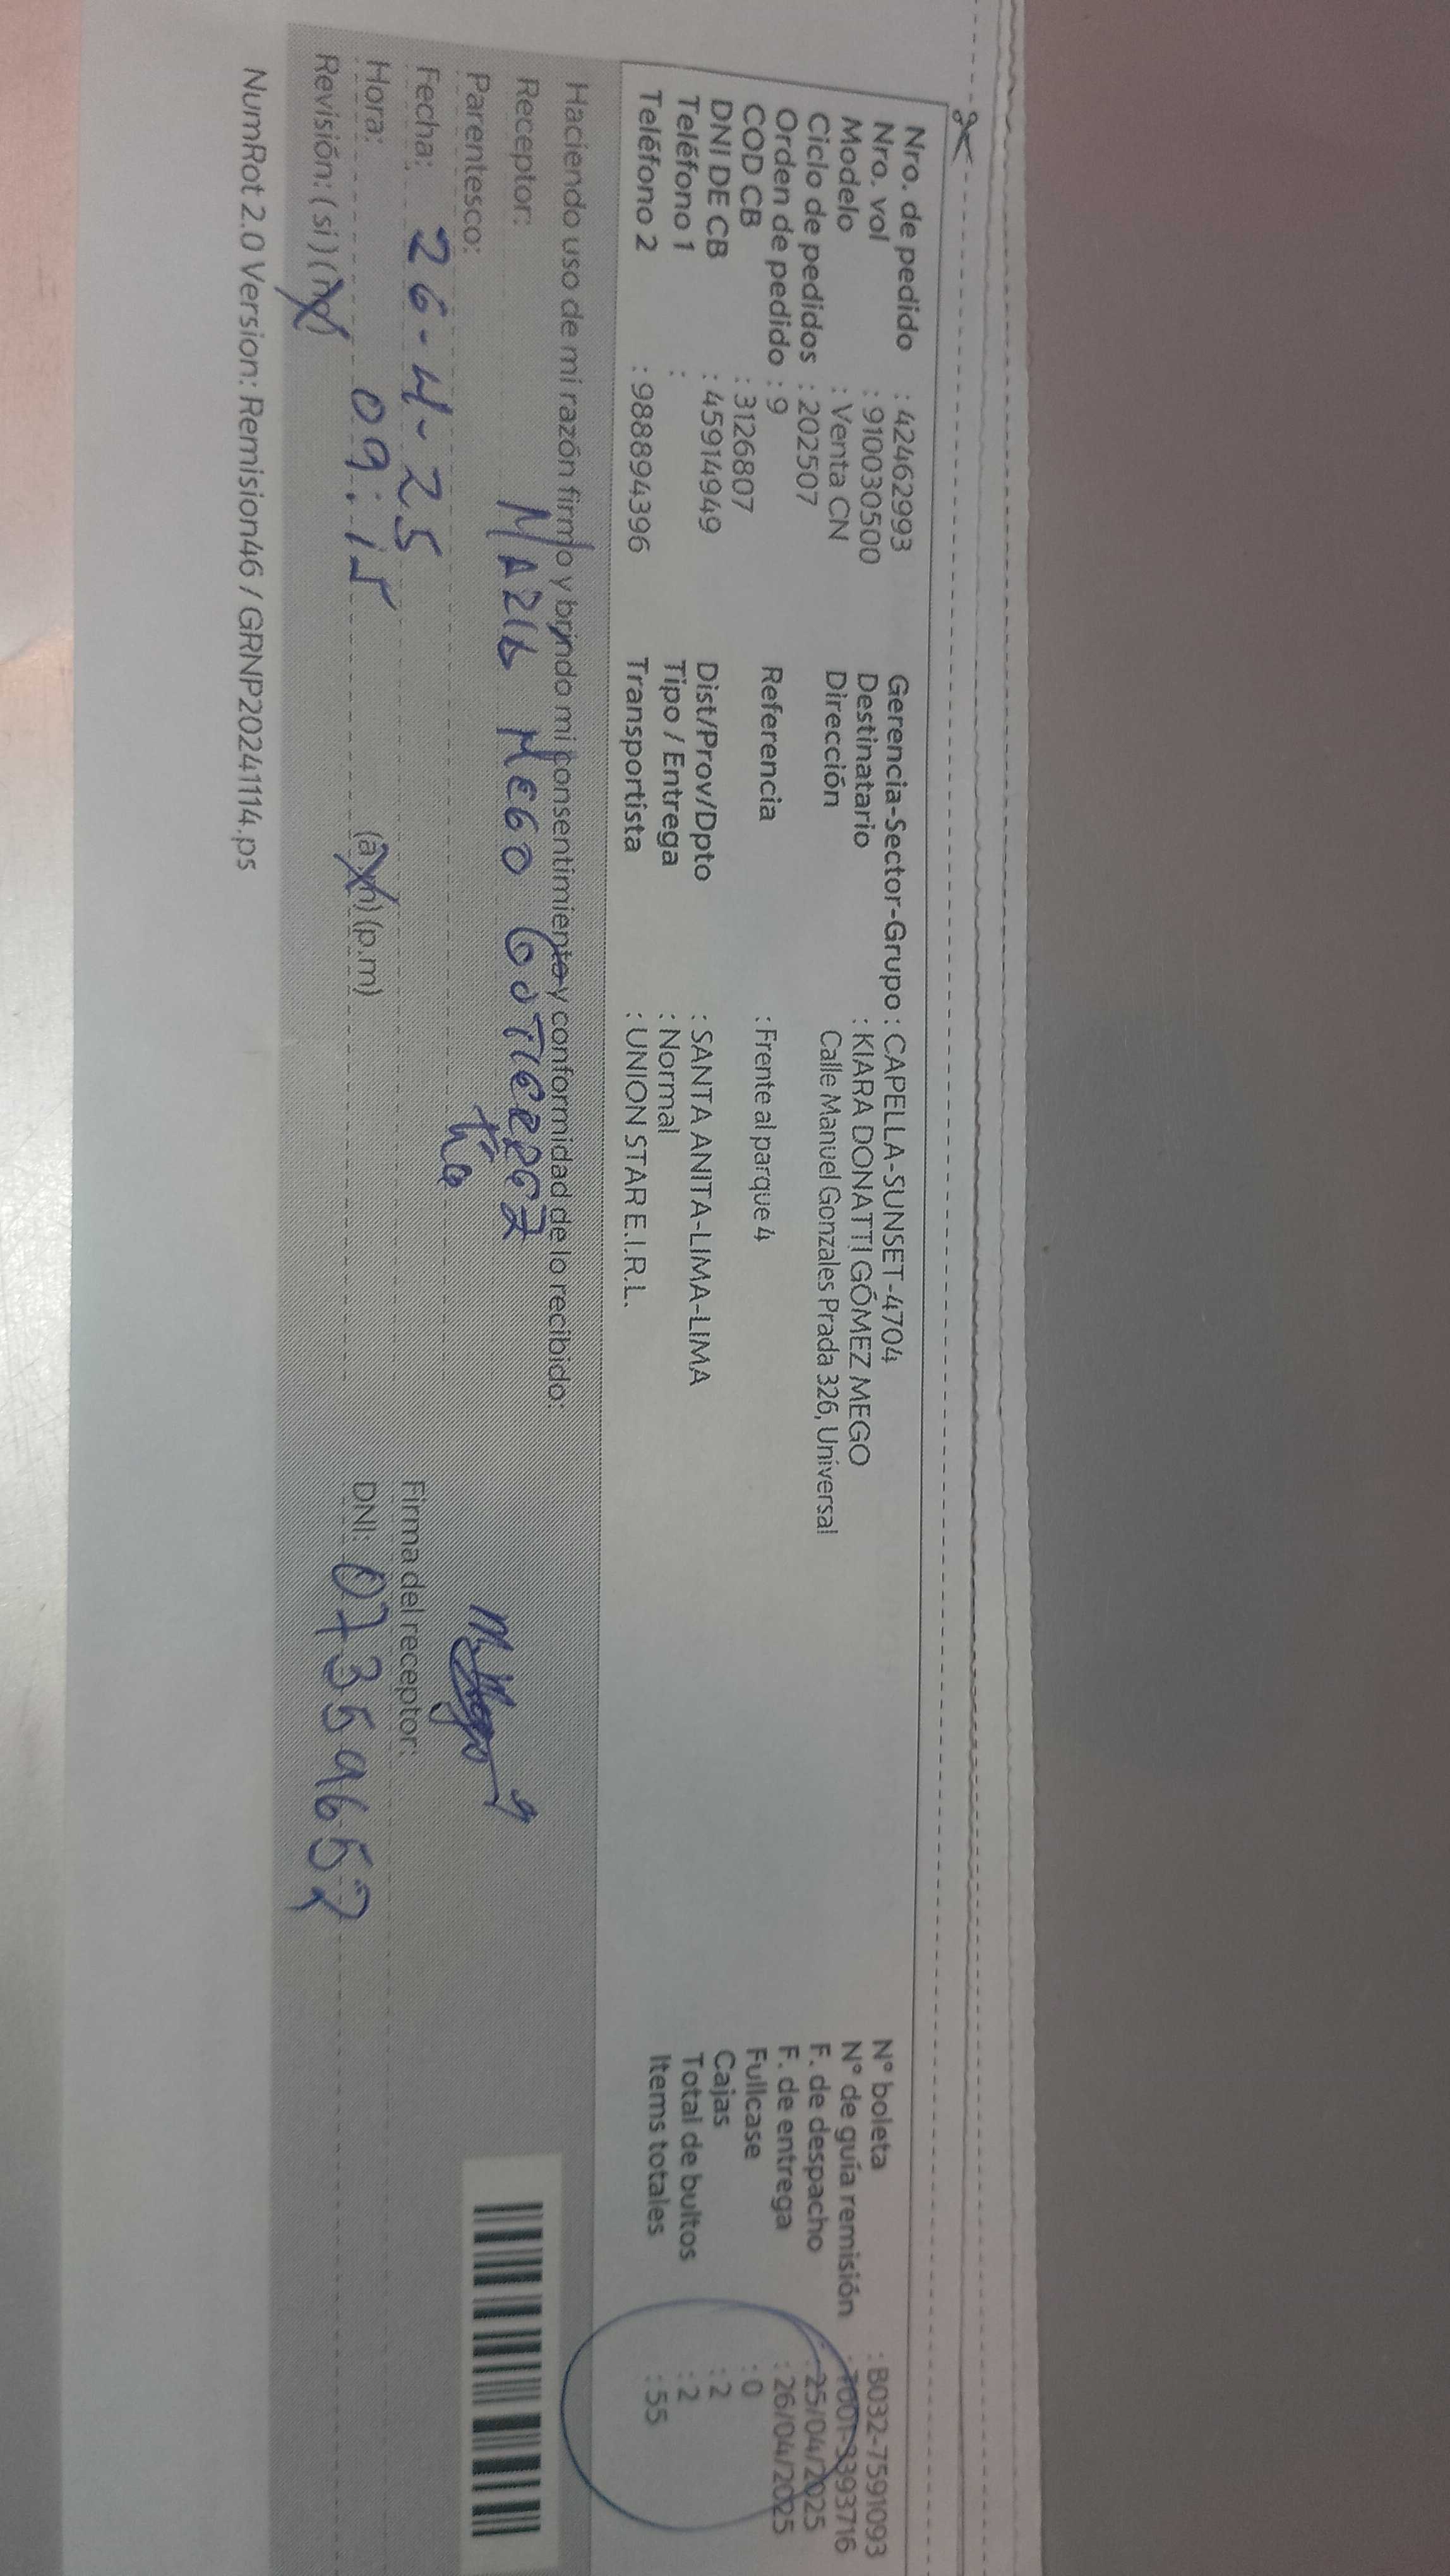 Nro. de pedido : 42462993
Nro. vol : 910030500
Modelo : Venta CN
Ciclo de pedidos : 202507
Orden de pedido : 9
COD CB : 3126807
DNI DE CB : 45914949
Teléfono 1 :
Teléfono 2 : 988894396
Gerencia-Sector-Grupo : CAPELLA-SUNSET-4704
Destinatario : KIARA DONATTI GÓMEZ MEGO
Dirección Calle Manuel Gonzales Prada 326, Universal
Referencia : Frente al parque 4
Dist/Prov/Dpto : SANTA ANITA-LIMA-LIMA
Tipo / Entrega : Normal
Transportista : UNION STAR E.I.R.L.
N° boleta : B032-7591093
N° de guía remisión : T001-3393716
F. de despacho : 25/04/2025
F. de entrega : 26/04/2025
Fullcase : 0
Cajas : 2
Total de bultos : 2
Items totales : 55
Haciendo uso de mi razón firmo y brindo mi consentimiento y conformidad de lo recibido:
Receptor: MEGO
Parentesco: tía
Fecha: 26-4-25
Hora: 09:15 (a.m) (p.m)
Revisión: (si) (no)
Firma del receptor:
DNI: 07359652
NumRot 2.0 Version: Remision46 / GRNP20241114.ps